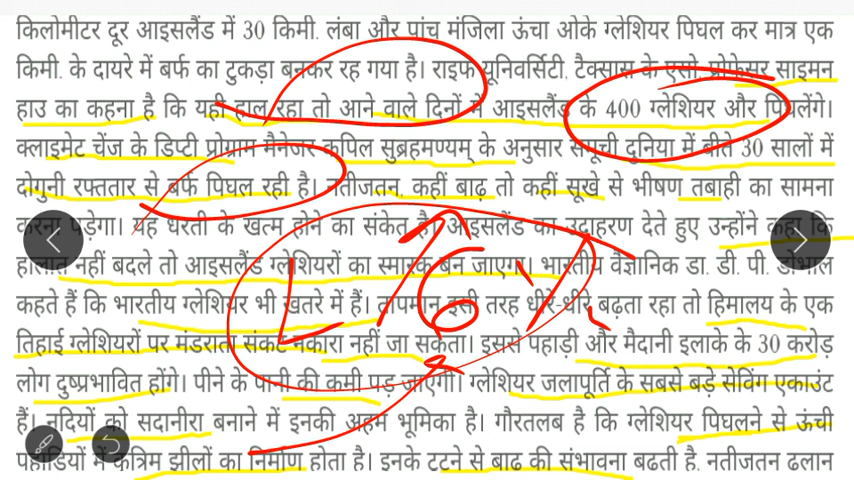 किलोमीटर दूर आइसलैंड में 30 किमी. लंबा और पांच मंजिला ऊंचा ओके ग्लेशियर पिघल कर मात्र एक
किमी. के दायरे में बर्फ का टुकड़ा बनकर रह गया है। राइफ यूनिवर्सिटी, टैक्सास के एसो. प्रोफेसर साइमन
हाउ का कहना है कि यही हाल रहा तो आने वाले दिनों में आइसलैंड के 400 ग्लेशियर और पिघलेंगे।
क्लाइमेट चेंज के डिप्टी प्रोग्राम मैनेजर कपिल सुब्रहमण्यम् के अनुसार समूची दुनिया में बीते 30 सालों में
दोगुनी रफ्ततार से बर्फ पिघल रही है। नतीजतन, कहीं बाढ़ तो कहीं सूखे से भीषण तबाही का सामना
करना पड़ेगा। यह धरती के खत्म होने का संकेत है। आइसलैंड का उदाहरण देते हुए उन्होंने कहा कि
हालात नहीं बदले तो आइसलैंड ग्लेशियरों का स्मारक बन जाएगा। भारतीय वैज्ञानिक डा. डी. पी. डोभाल
कहते हैं कि भारतीय ग्लेशियर भी खतरे में हैं। तापमान इसी तरह धीरे-धीरे बढ़ता रहा तो हिमालय के एक
तिहाई ग्लेशियरों पर मंडराता संकट नकारा नहीं जा सकता। इससे पहाड़ी और मैदानी इलाके के 30 करोड़
लोग दुष्प्रभावित होंगे। पीने के पानी की कमी पड़ जाएगी। ग्लेशियर जलापूर्ति के सबसे बड़े सेविंग एकाउंट
हैं। नदियों को सदानीरा बनाने में इनकी अहम भूमिका है। गौरतलब है कि ग्लेशियर पिघलने से ऊंची
पहाड़ियों में कृत्रिम झीलों का निर्माण होता है। इनके टूटने से बाढ़ की संभावना बढ़ती है, नतीजतन ढलान